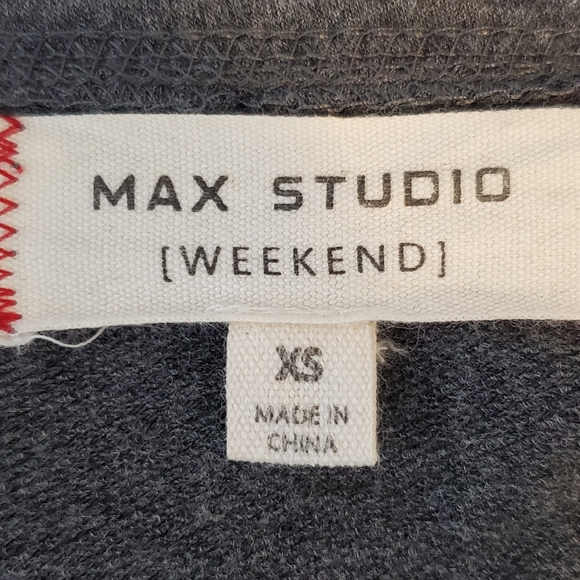 MAX STUDIO
[WEEKEND]
XS
MADE IN
CHINA